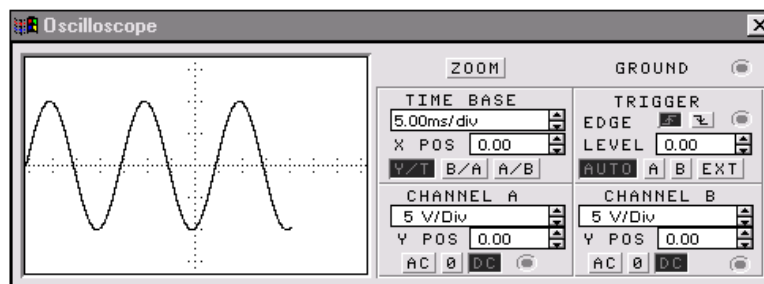 Oscilloscope
ZOOM GROUND
TIME BASE
5.00ms/div
X POS 0.00
Y/T B/A A/B
TRIGGER
EDGE
LEVEL 0.00
AUTO A B EXT
CHANNEL A
5 V/Div
Y POS 0.00
AC 0 DC
CHANNEL B
5 V/Div
Y POS 0.00
AC 0 DC